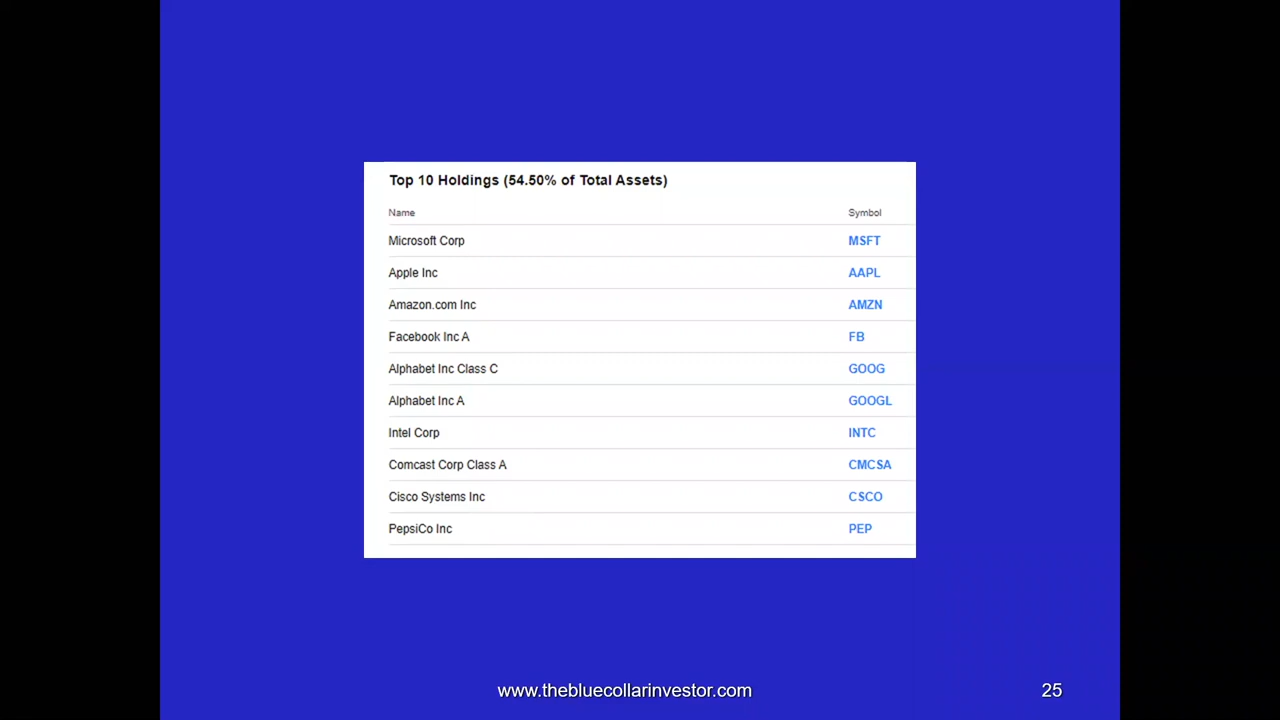 Top 10 Holdings (54.50% of Total Assets)
Name Symbol
Microsoft Corp MSFT
Apple Inc AAPL
Amazon.com Inc AMZN
Facebook Inc A FB
Alphabet Inc Class C GOOG
Alphabet Inc A GOOGL
Intel Corp INTC
Comcast Corp Class A CMCSA
Cisco Systems Inc CSCO
PepsiCo Inc PEP
www.thebluecollarinvestor.com 25